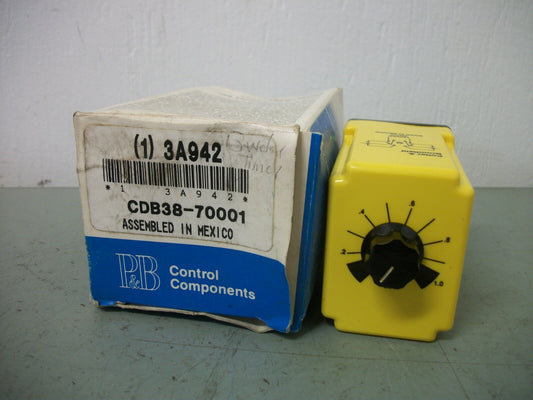 (1) 3A942
* 1 3A942 *
CDB38-70001
ASSEMBLED IN MEXICO
P&B
Control
Components
.2
.4
.6
.8
1.0